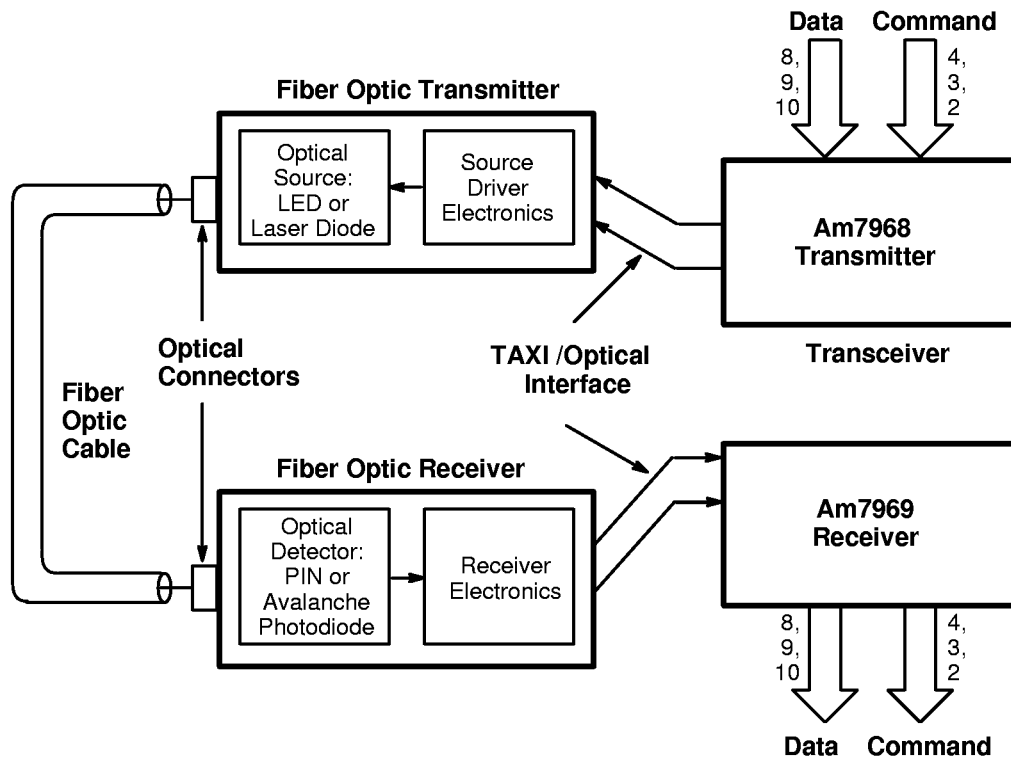 Data
Command
8,
9,
10
4,
3,
2
Fiber Optic Transmitter
Optical
Source:
LED or
Laser Diode
Source
Driver
Electronics
Am7968
Transmitter
Transceiver
Optical
Connectors
TAXI /Optical
Interface
Fiber
Optic
Cable
Fiber Optic Receiver
Optical
Detector:
PIN or
Avalanche
Photodiode
Receiver
Electronics
Am7969
Receiver
8,
9,
10
4,
3,
2
Data
Command